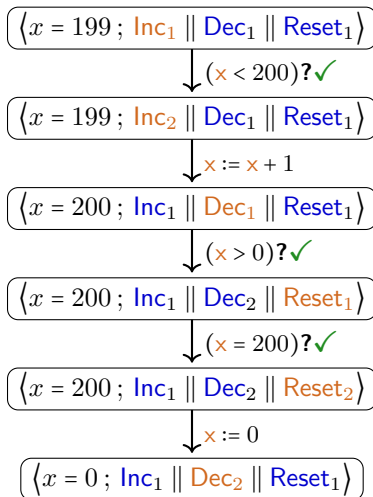 ⟨x = 199 ; Inc₁ || Dec₁ || Reset₁⟩
(x < 200)?✓
⟨x = 199 ; Inc₂ || Dec₁ || Reset₁⟩
x := x + 1
⟨x = 200 ; Inc₁ || Dec₁ || Reset₁⟩
(x > 0)?✓
⟨x = 200 ; Inc₁ || Dec₂ || Reset₁⟩
(x = 200)?✓
⟨x = 200 ; Inc₁ || Dec₂ || Reset₂⟩
x := 0
⟨x = 0 ; Inc₁ || Dec₂ || Reset₁⟩